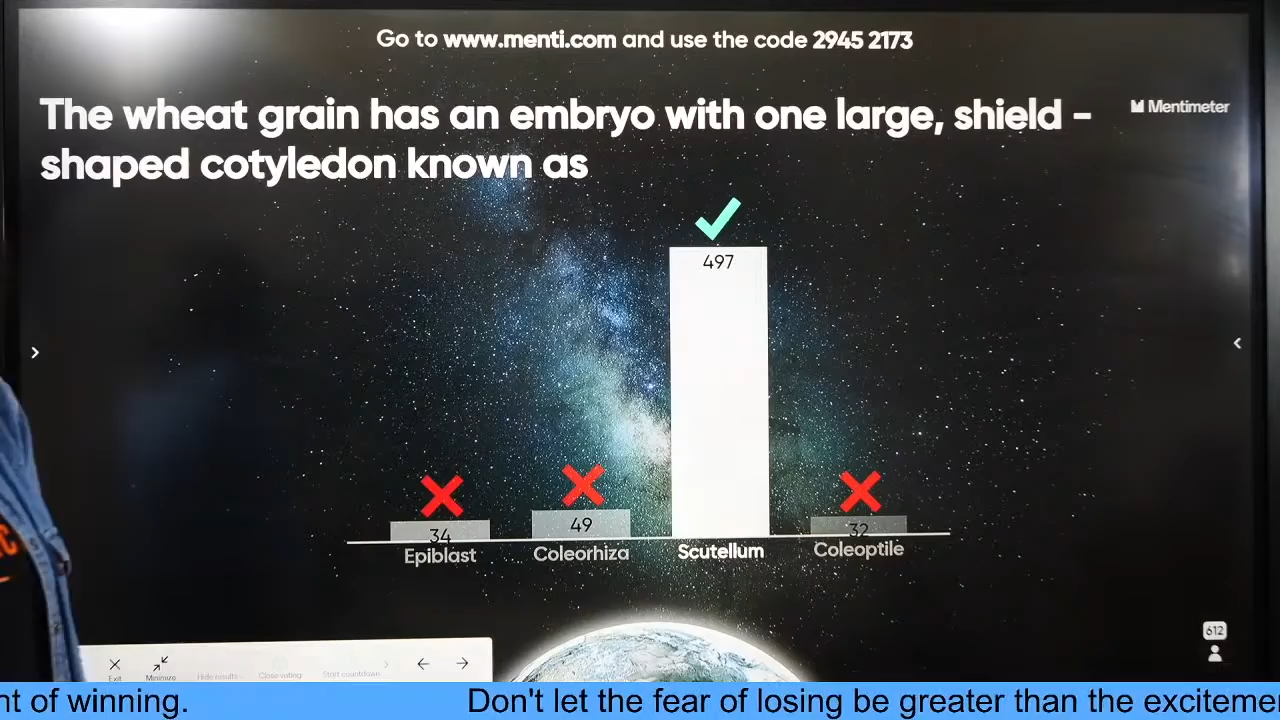 Go to www.menti.com and use the code 2945 2173
The wheat grain has an embryo with one large, shield -
shaped cotyledon known as
Mentimeter
497
34
49
32
Epiblast
Coleorhiza
Scutellum
Coleoptile
612
Exit
Minimize
Hide results
Close voting
Start countdown
nt of winning.
Don't let the fear of losing be greater than the exciteme